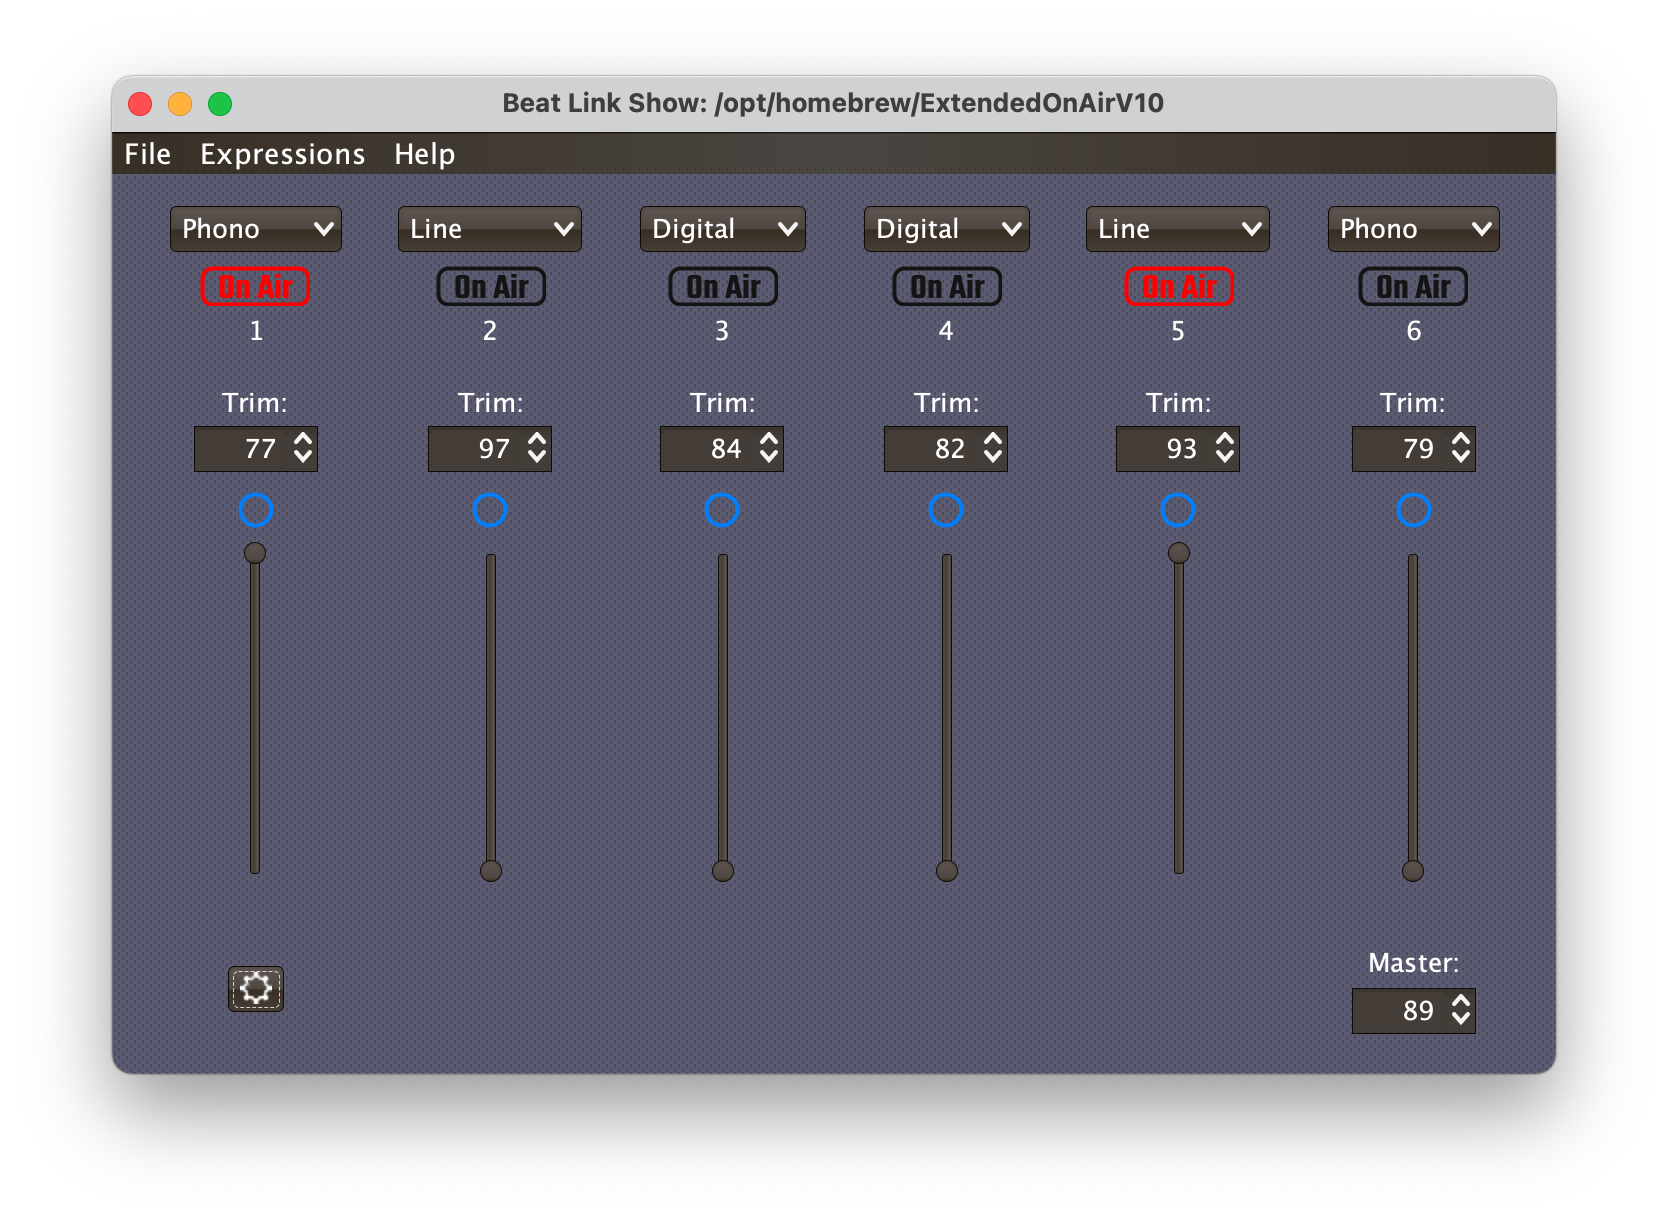 Beat Link Show: /opt/homebrew/ExtendedOnAirV10
File Expressions Help
Phono Line Digital Digital Line Phono
On Air On Air On Air On Air On Air On Air
1 2 3 4 5 6
Trim: Trim: Trim: Trim: Trim: Trim:
77 97 84 82 93 79
Master:
89